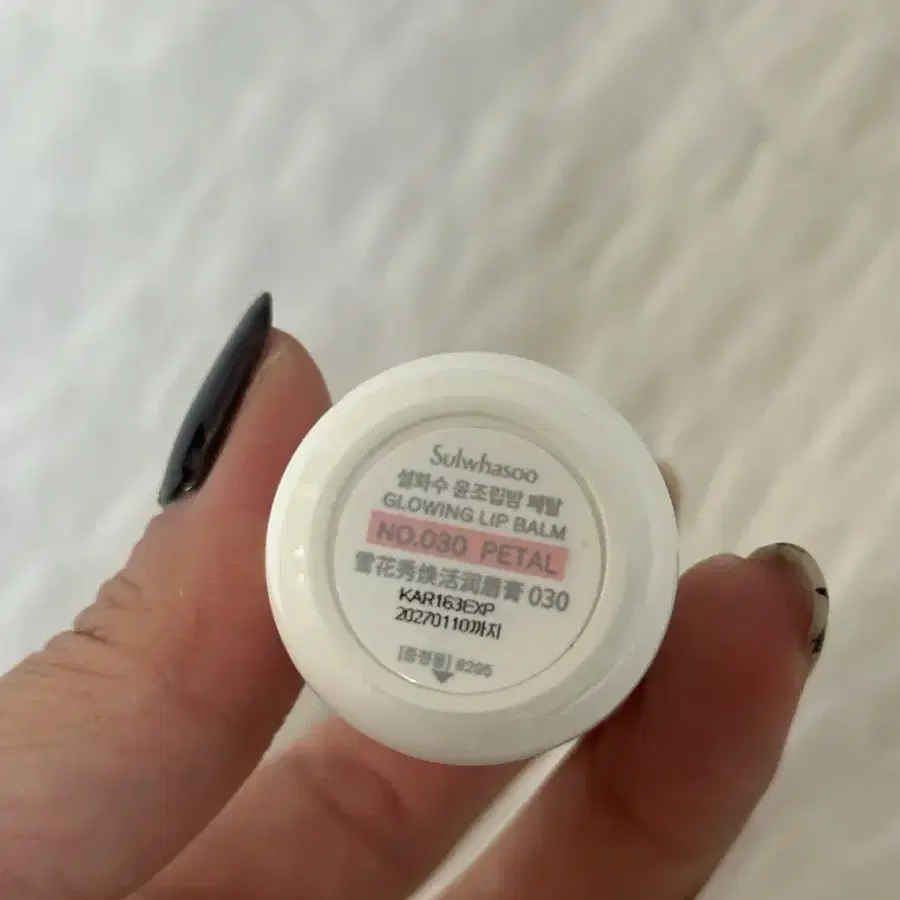 Sulwhasoo
설화수 윤조립밤 페탈
GLOWING LIP BALM
NO.030 PETAL
雪花秀焕活润唇膏 030
KAR163EXP
20270110까지
[증정용] 8295